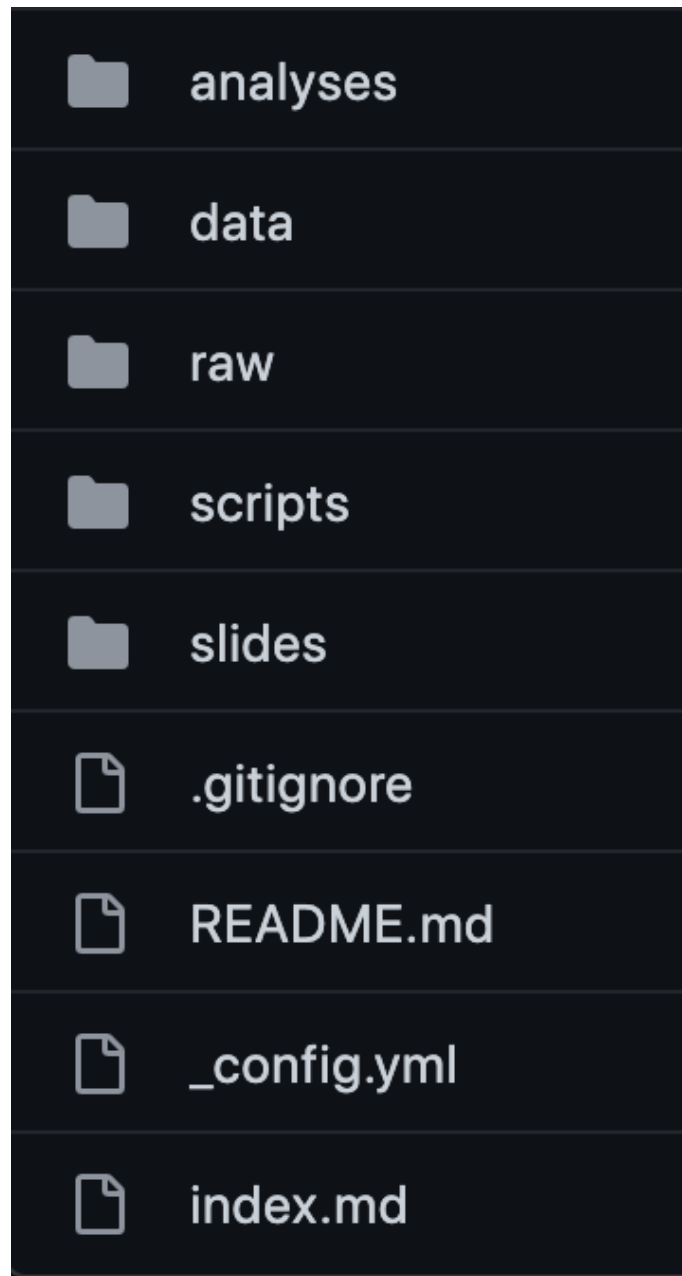 analyses
data
raw
scripts
slides
.gitignore
README.md
_config.yml
index.md